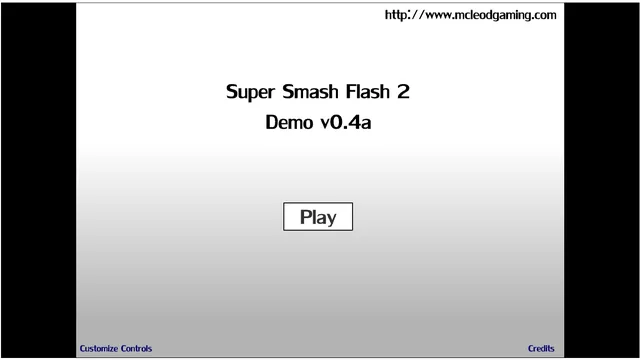 http://www.mcleodgaming.com
Super Smash Flash 2
Demo v0.4a
Play
Customize Controls
Credits